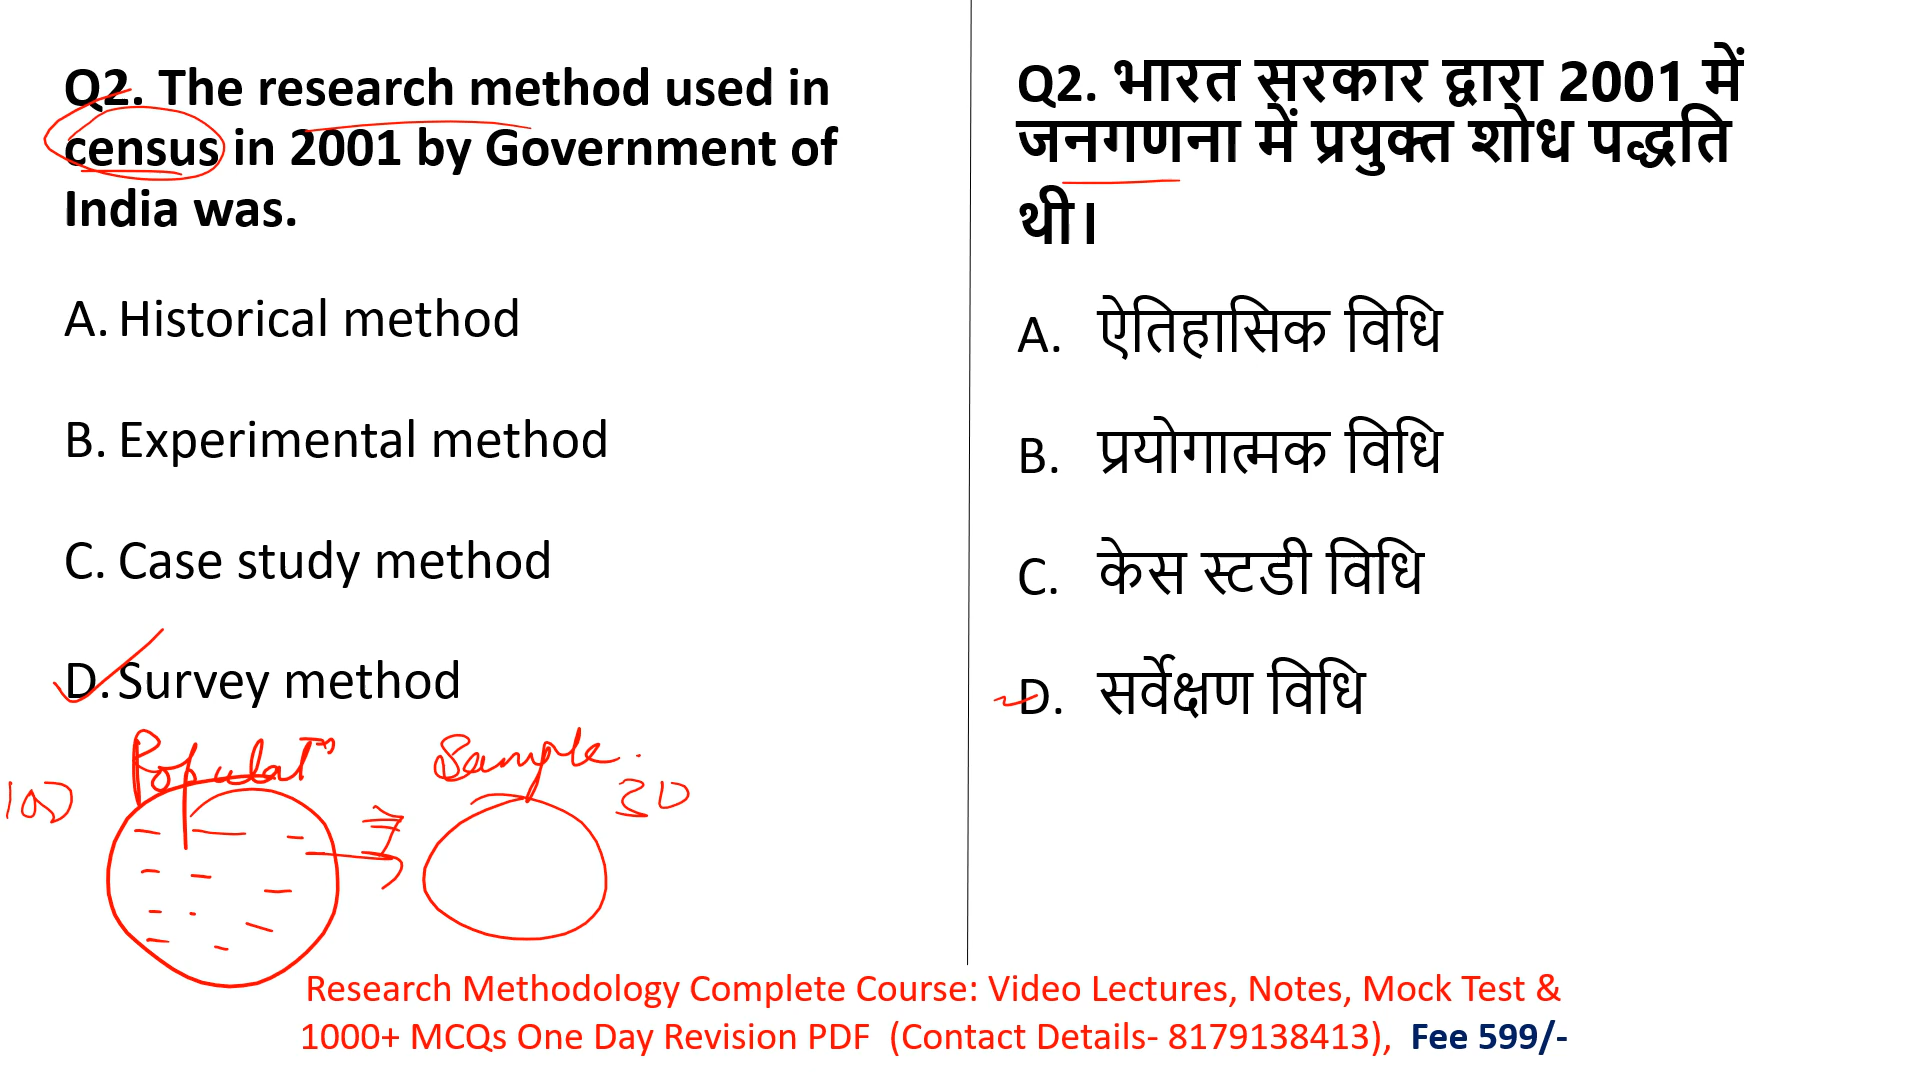 Q2. The research method used in
census in 2001 by Government of
India was.
A. Historical method
B. Experimental method
C. Case study method
D. Survey method
Populatⁿ
Sample
30
Q2. भारत सरकार द्वारा 2001 में
जनगणना में प्रयुक्त शोध पद्धति
थी।
A. ऐतिहासिक विधि
B. प्रयोगात्मक विधि
C. केस स्टडी विधि
D. सर्वेक्षण विधि
Research Methodology Complete Course: Video Lectures, Notes, Mock Test &
1000+ MCQs One Day Revision PDF (Contact Details- 8179138413), Fee 599/-